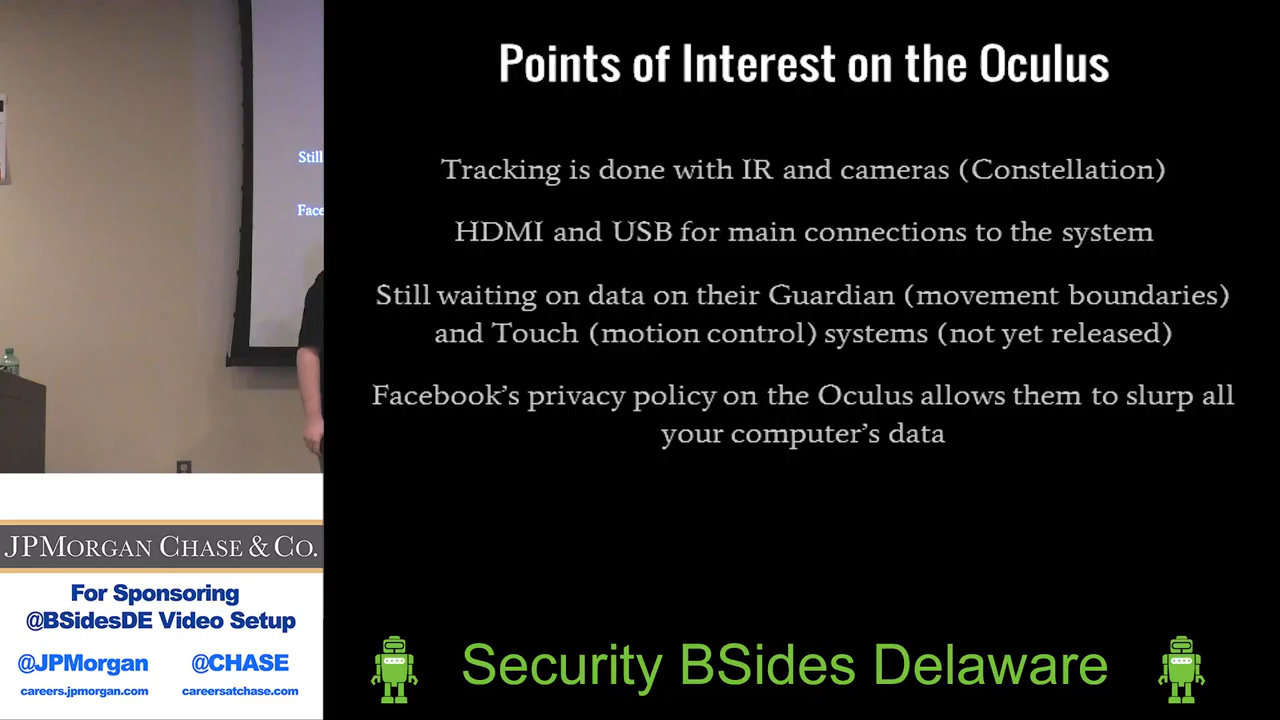 Points of Interest on the Oculus
Tracking is done with IR and cameras (Constellation)
HDMI and USB for main connections to the system
Still waiting on data on their Guardian (movement boundaries)
and Touch (motion control) systems (not yet released)
Facebook’s privacy policy on the Oculus allows them to slurp all
your computer’s data
Still
Face
JPMORGAN CHASE & CO.
For Sponsoring
@BSidesDE Video Setup
@JPMorgan @CHASE
careers.jpmorgan.com careersatchase.com
Security BSides Delaware